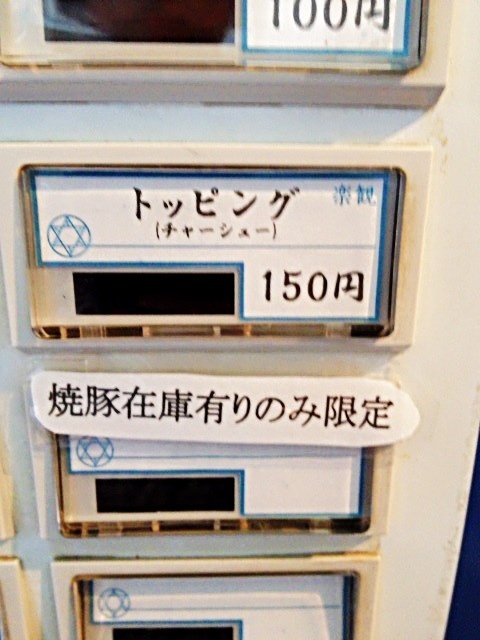 100円
トッピング
楽観
(チャーシュー)
150円
焼豚在庫有りのみ限定